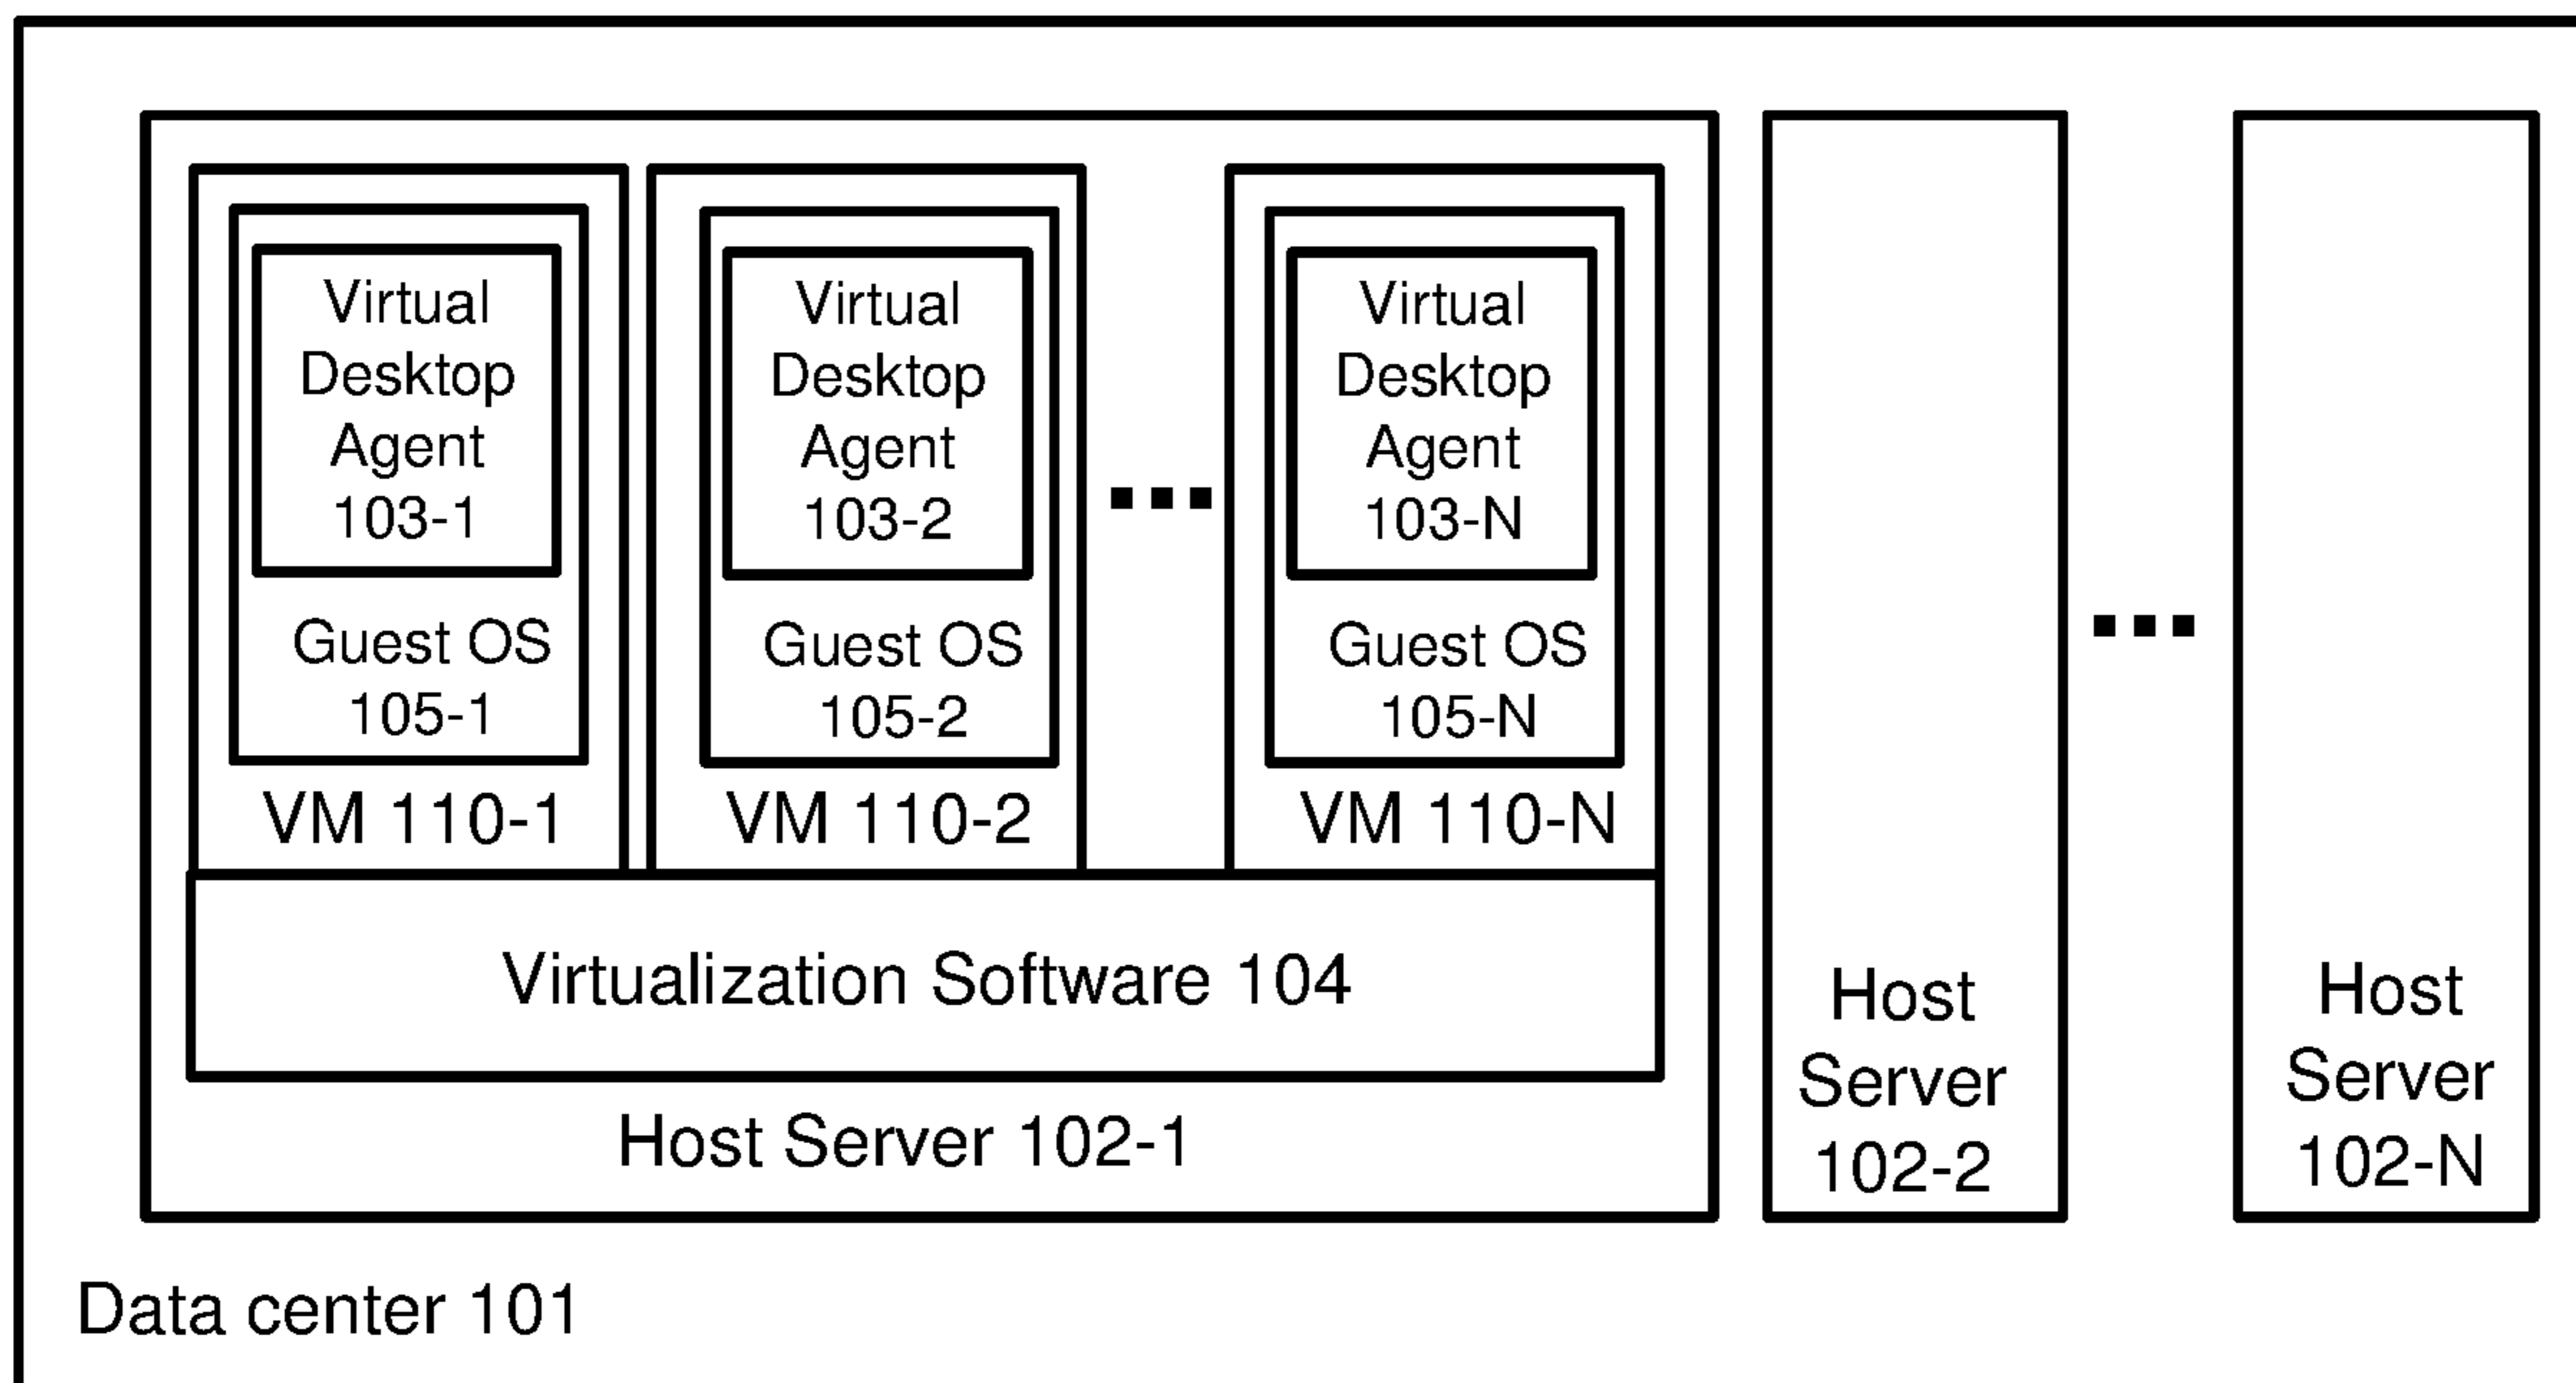 Virtual
Desktop
Agent
103-1
Guest OS
105-1
VM 110-1
Virtual
Desktop
Agent
103-2
Guest OS
105-2
VM 110-2
Virtual
Desktop
Agent
103-N
Guest OS
105-N
VM 110-N
Virtualization Software 104
Host Server 102-1
Host
Server
102-2
Host
Server
102-N
Data center 101